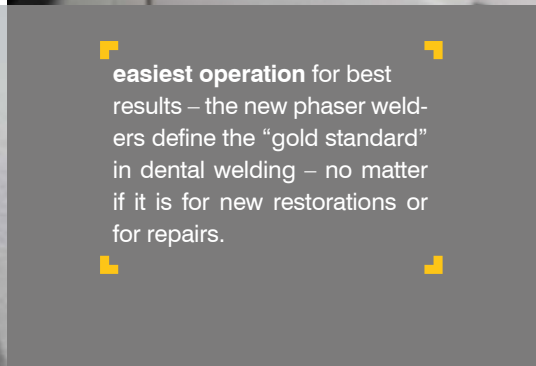 easiest operation for best
results – the new phaser weld-
ers define the “gold standard”
in dental welding – no matter
if it is for new restorations or
for repairs.